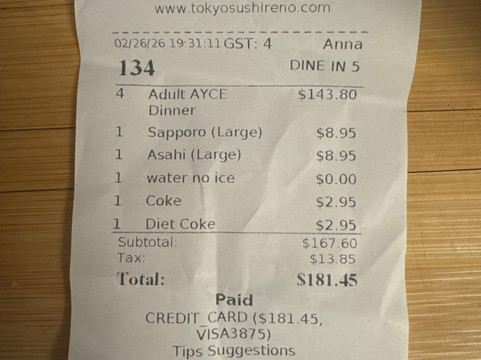 www.tokyosushireno.com
02/26/26 19:31:11 GST: 4 Anna
134 DINE IN 5
4 Adult AYCE $143.80
Dinner
1 Sapporo (Large) $8.95
1 Asahi (Large) $8.95
1 water no ice $0.00
1 Coke $2.95
1 Diet Coke $2.95
Subtotal: $167.60
Tax: $13.85
Total: $181.45
Paid
CREDIT_CARD ($181.45,
VISA3875)
Tips Suggestions